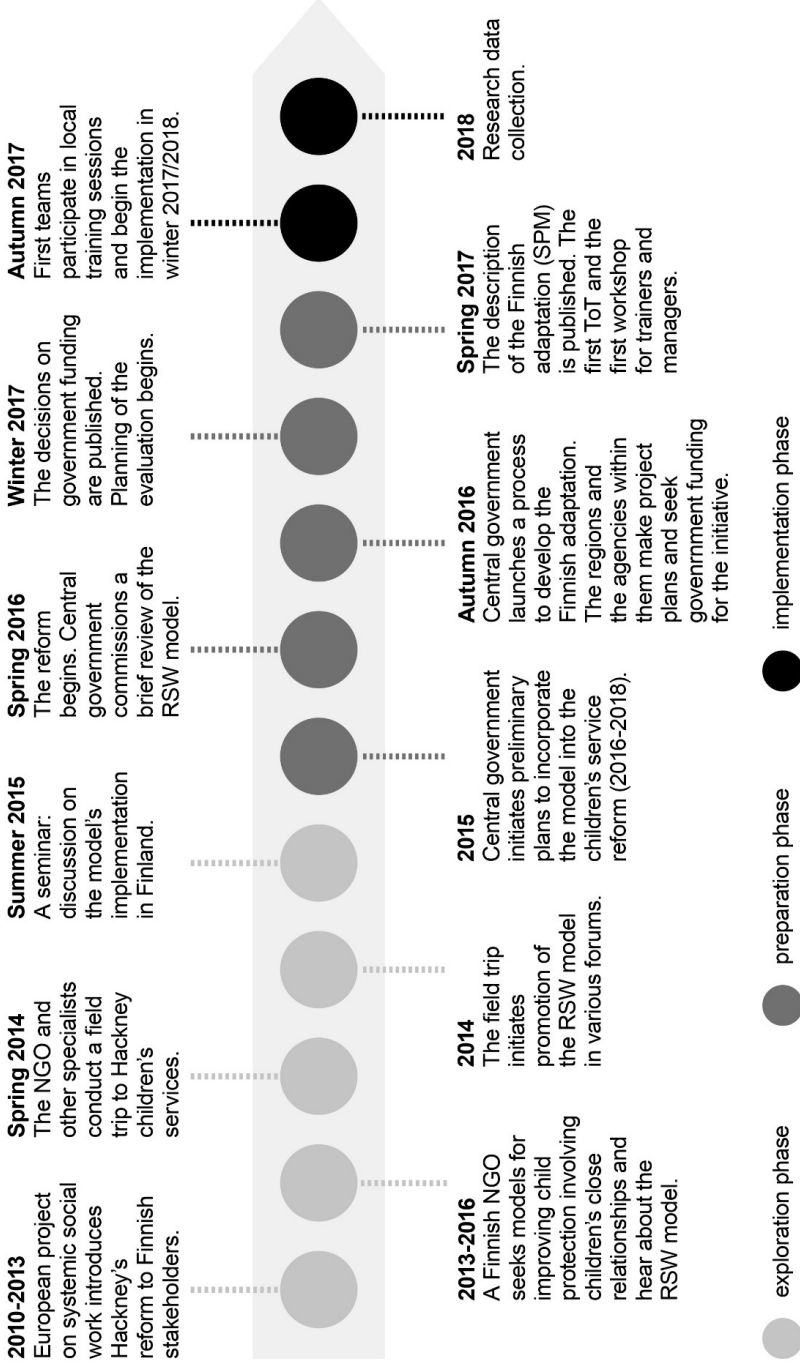 2010-2013
European project
on systemic social
work introduces
Hackney's
reform to Finnish
stakeholders.
Spring 2014
The NGO and
other specialists
conduct a field
trip to Hackney
children's
services.
Summer 2015
A seminar:
discussion on
the model's
implementation
in Finland.
Spring 2016
The reform
begins. Central
government
commissions a
brief review of the
RSW model.
Winter 2017
The decisions on
government funding
are published.
Planning of the
evaluation begins.
Autumn 2017
First teams
participate in local
training sessions
and begin the
implementation in
winter 2017/2018.
2013-2016
A Finnish NGO
seeks models for
improving child
protection involving
children's close
relationships and
hear about the
RSW model.
2014
The field trip
initiates
promotion of
the RSW model
in various forums.
2015
Central government
initiates preliminary
plans to incorporate
the model into the
children's service
reform (2016-2018).
Autumn 2016
Central government
launches a process
to develop the
Finnish adaptation.
The regions and
the agencies within
them make project
plans and seek
govenrnment funding
for the initiative.
Spring 2017
The description
of the Finnish
adaptation (SPM)
is published. The
first ToT and the
first workshop
for trainers and
managers.
2018
Research data
collection.
exploration phase
preparation phase
implementation phase